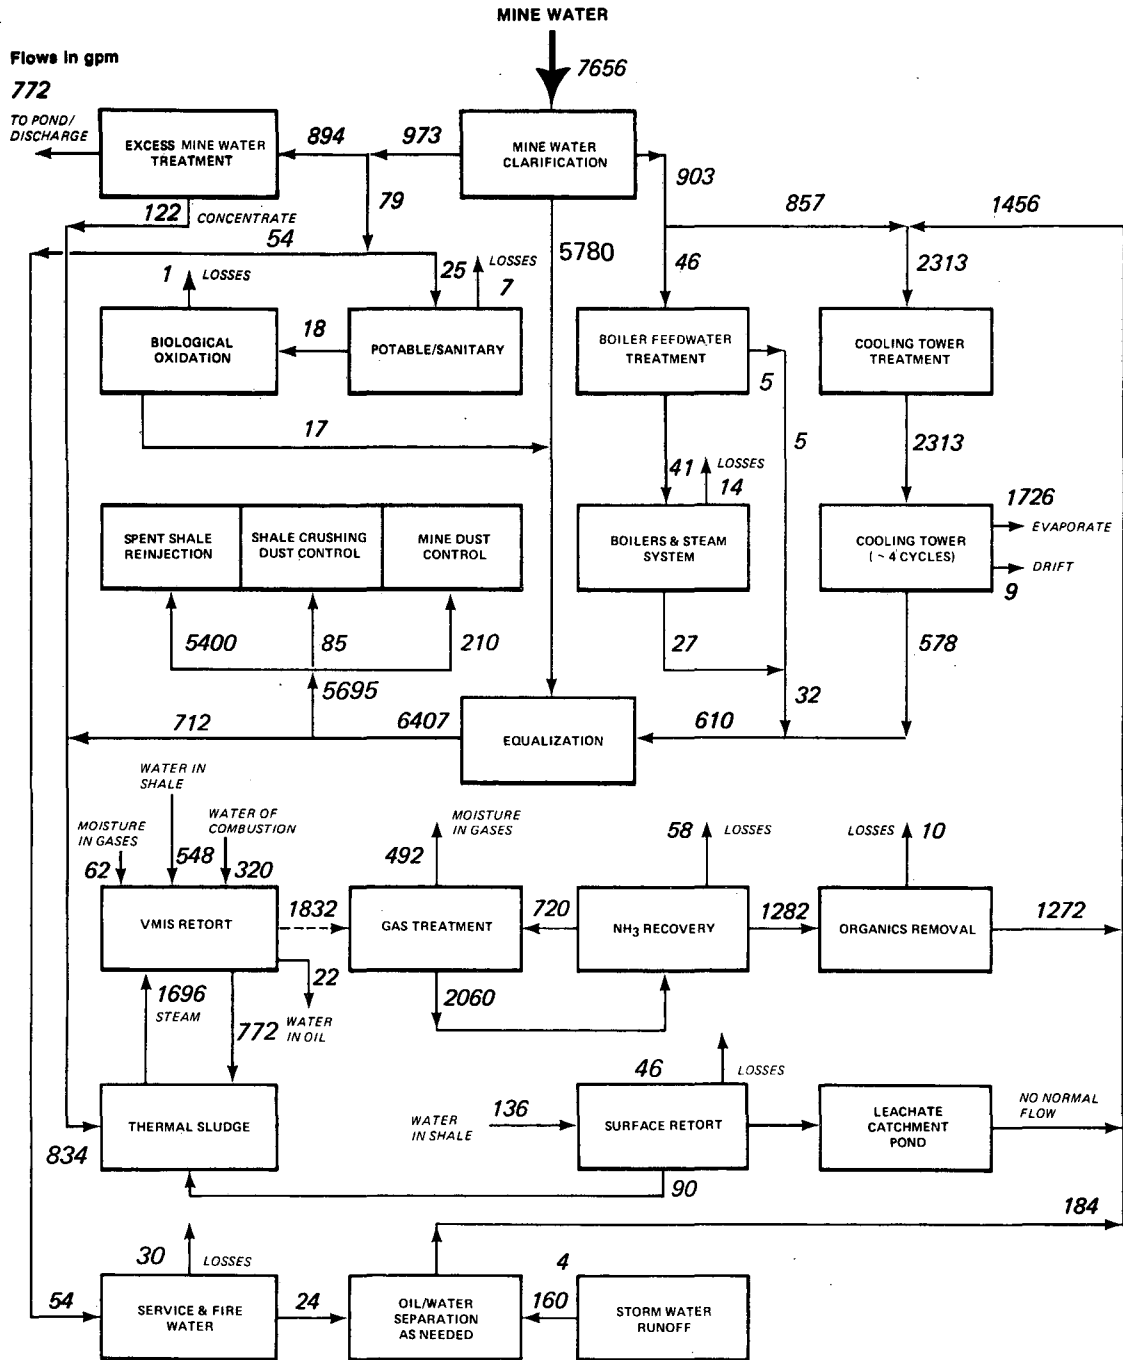 MINE WATER
Flows in gpm
7656
772
TO POND/
DISCHARGE
EXCESS MINE WATER
TREATMENT
894
973
MINE WATER
CLARIFICATION
903
79
857
1456
122
CONCENTRATE
54
5780
1
LOSSES
25
LOSSES
7
46
2313
BIOLOGICAL
OXIDATION
18
POTABLE/SANITARY
BOILER FEEDWATER
TREATMENT
5
COOLING TOWER
TREATMENT
17
5
2313
41
LOSSES
14
1726
EVAPORATE
SPENT SHALE
REINJECTION
SHALE CRUSHING
DUST CONTROL
MINE DUST
CONTROL
BOILERS & STEAM
SYSTEM
COOLING TOWER
(~4 CYCLES)
DRIFT
9
5400
85
210
27
578
5695
32
712
6407
EQUALIZATION
610
WATER IN
SHALE
MOISTURE
IN GASES
WATER OF
COMBUSTION
MOISTURE
IN GASES
58
LOSSES
LOSSES
10
62
548
320
492
VMIS RETORT
1832
GAS TREATMENT
720
NH3 RECOVERY
1282
ORGANICS REMOVAL
1272
22
1696
STEAM
772
WATER
IN OIL
2060
46
LOSSES
THERMAL SLUDGE
834
WATER
IN SHALE
136
SURFACE RETORT
LEACHATE
CATCHMENT
POND
NO NORMAL
FLOW
90
184
30
LOSSES
4
54
SERVICE & FIRE
WATER
24
OIL/WATER
SEPARATION
AS NEEDED
160
STORM WATER
RUNOFF